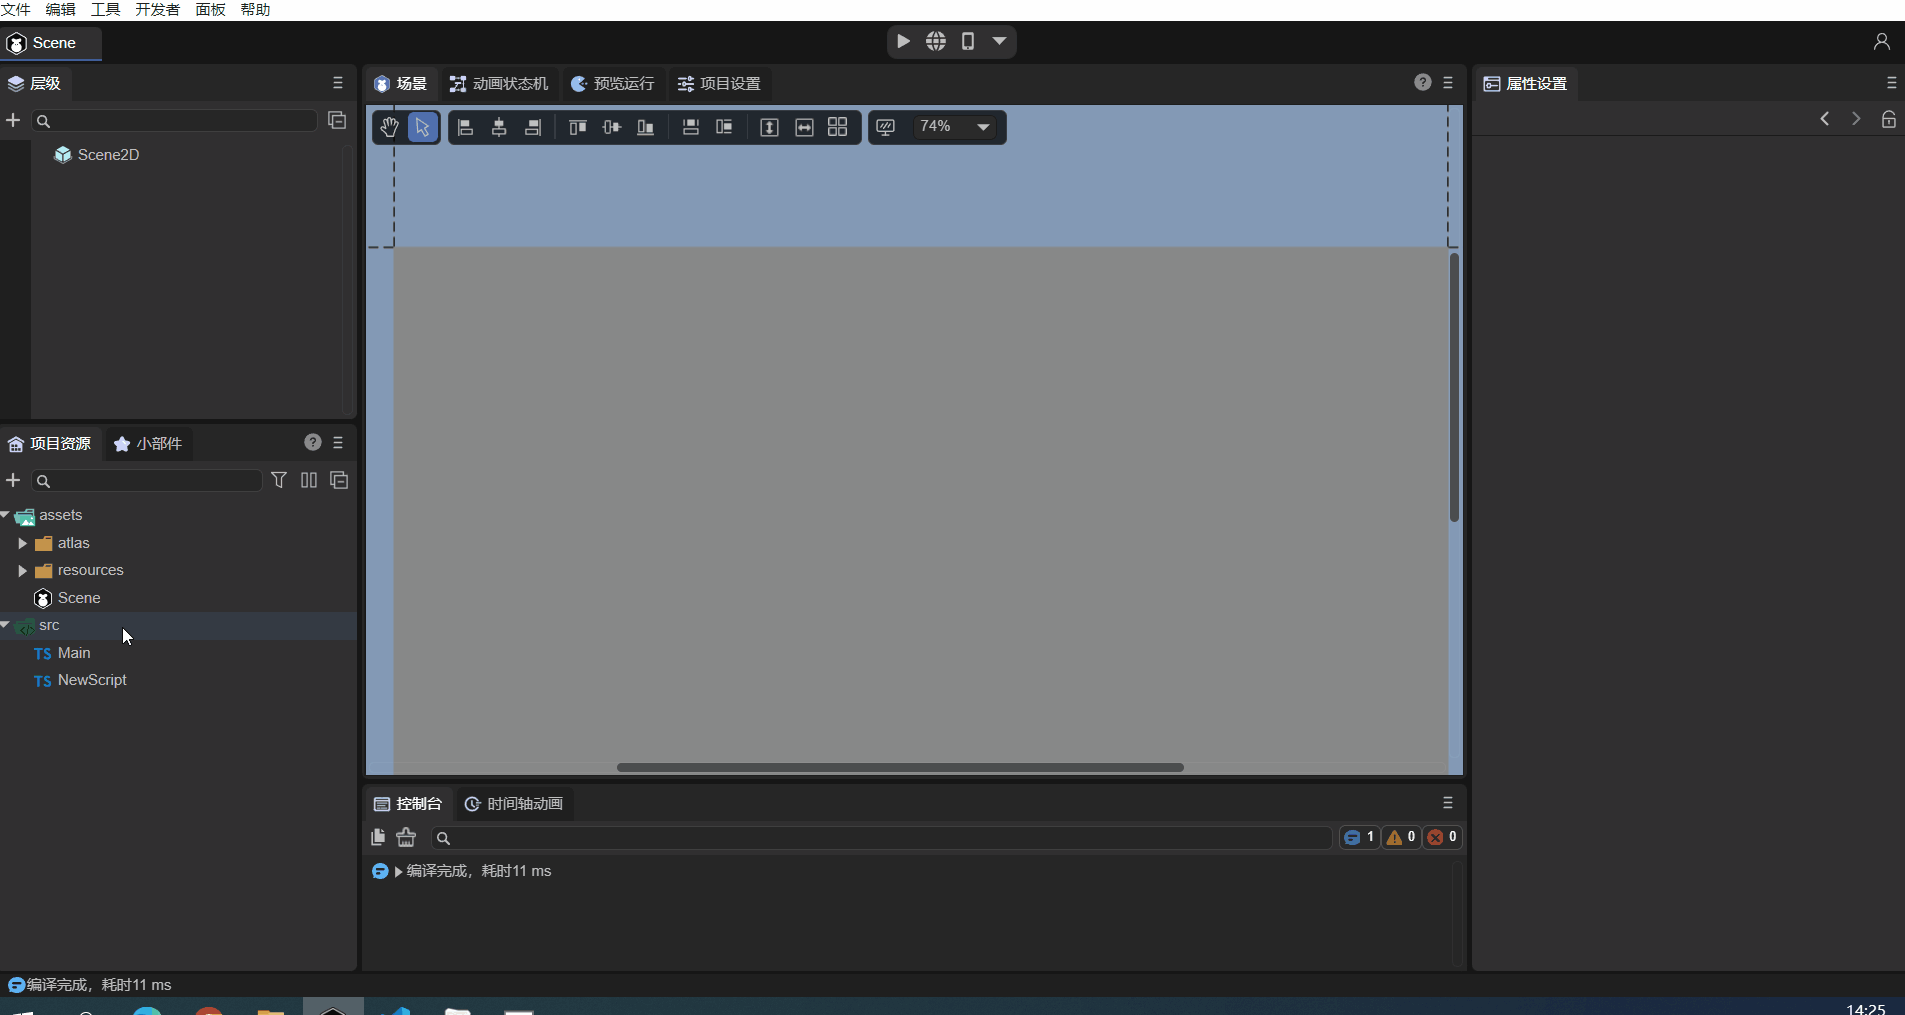 文件 编辑 工具 开发者 面板 帮助
Scene
层级
场景 动画状态机 预览运行 项目设置
属性设置
74%
Scene2D
项目资源 小部件
assets
atlas
resources
Scene
src
TS Main
TS NewScript
控制台 时间轴动画
1 0 0
编译完成，耗时11 ms
编译完成，耗时11 ms
14:25